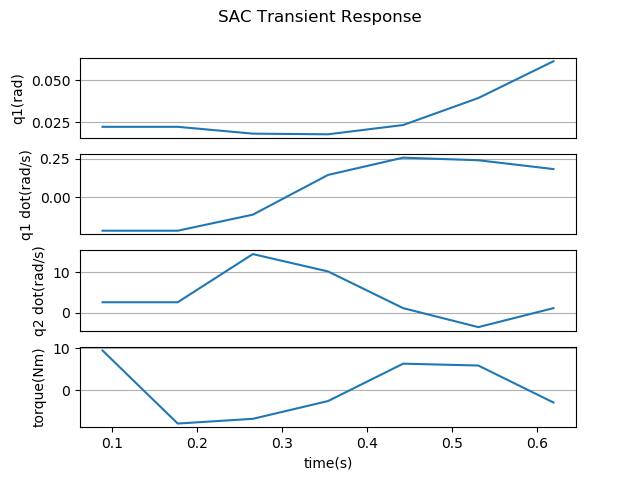 SAC Transient Response
0.050
0.025
q1(rad)
0.25
0.00
q1 dot(rad/s)
10
0
q2 dot(rad/s)
10
0
torque(Nm)
0.1 0.2 0.3 0.4 0.5 0.6
time(s)